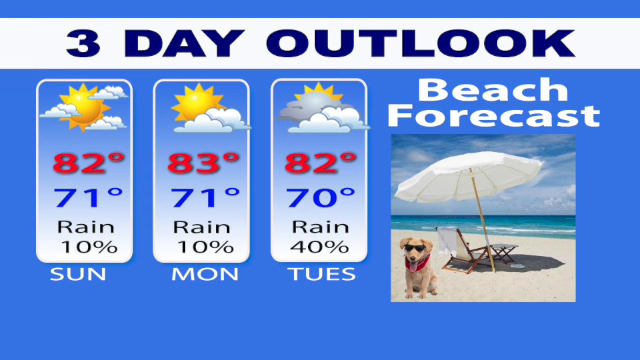 3 DAY OUTLOOK
Beach
Forecast
82° 83° 82°
71° 71° 70°
Rain Rain Rain
10% 10% 40%
SUN MON TUES